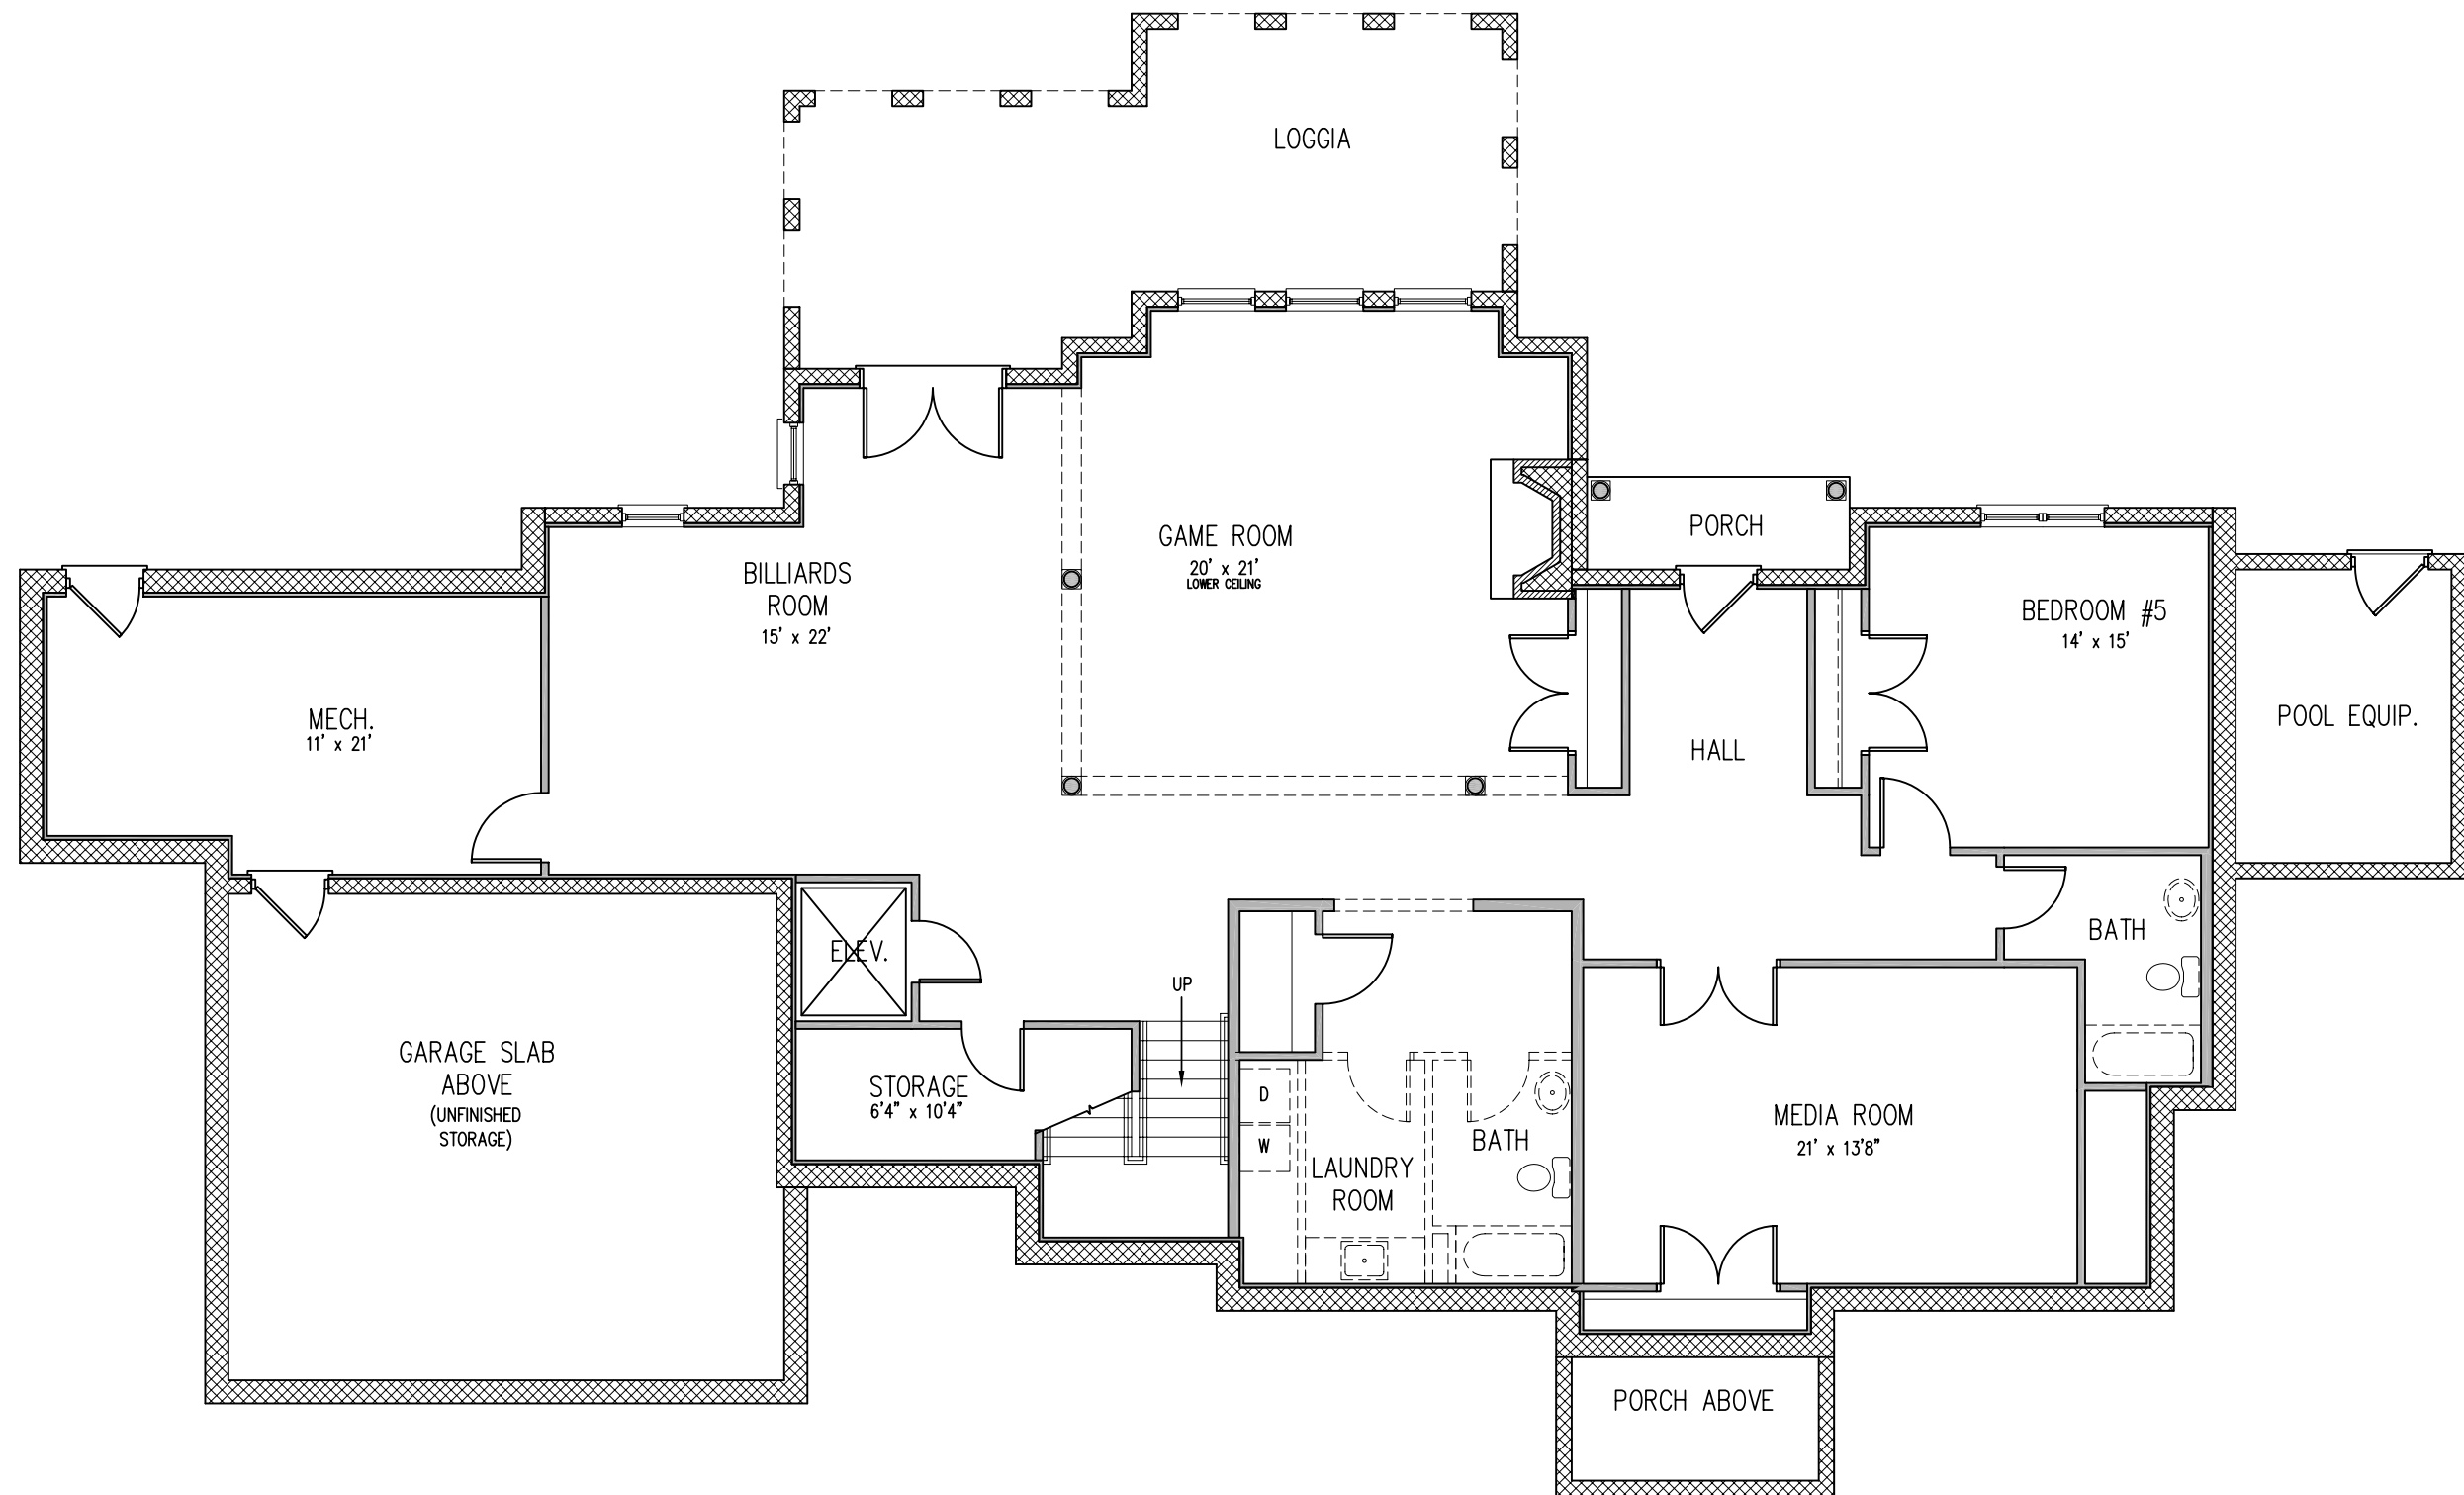 LOGGIA
PORCH
GAME ROOM
20' x 21'
LOWER CEILING
BILLIARDS
ROOM
15' x 22'
BEDROOM #5
14' x 15'
MECH.
11' x 21'
POOL EQUIP.
HALL
ELEV.
BATH
UP
GARAGE SLAB
ABOVE
(UNFINISHED
STORAGE)
STORAGE
6'4" x 10'4"
D
W
BATH
LAUNDRY
ROOM
MEDIA ROOM
21' x 13'8"
PORCH ABOVE